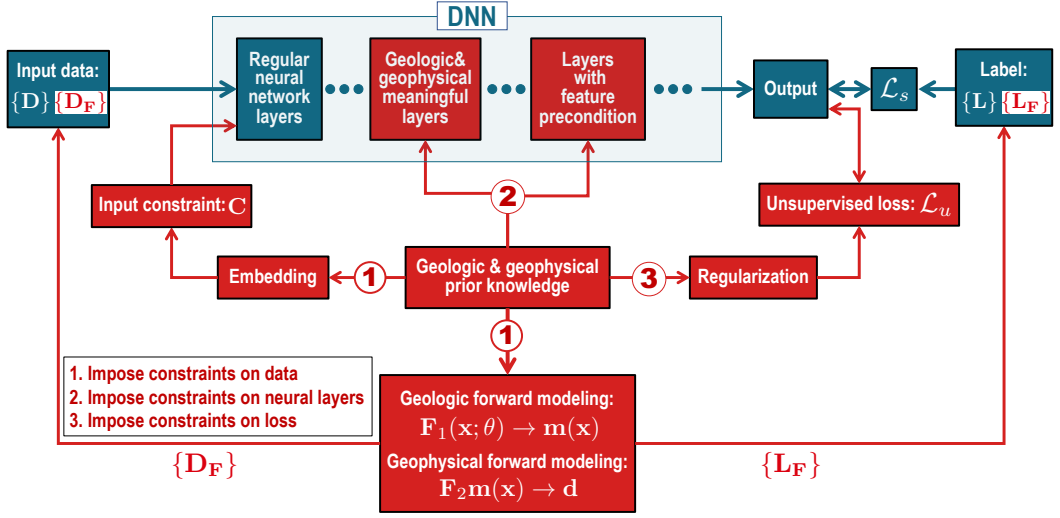 DNN
Input data:
{D} {D_F}
Regular
neural
network
layers
Geologic&
geophysical
meaningful
layers
Layers
with
feature
precondition
Output
ℒ_s
Label:
{L} {L_F}
Input constraint: C
2
Unsupervised loss: ℒ_u
Embedding
1
Geologic & geophysical
prior knowledge
3
Regularization
1
1. Impose constraints on data
2. Impose constraints on neural layers
3. Impose constraints on loss
Geologic forward modeling:
F₁(x; θ) → m(x)
Geophysical forward modeling:
F₂m(x) → d
{D_F}
{L_F}